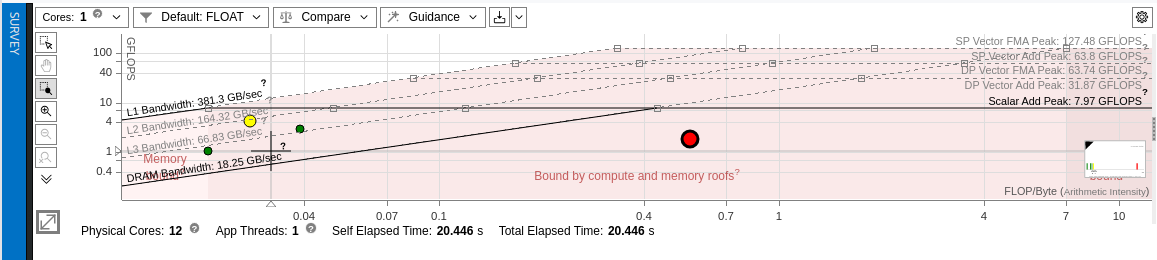 SURVEY
Cores: 1 ?
Default: FLOAT
Compare
Guidance
GFLOPS
100
40
10
4
1
0.4
SP Vector FMA Peak: 127.48 GFLOPS ?
SP Vector Add Peak: 63.8 GFLOPS ?
DP Vector FMA Peak: 63.74 GFLOPS ?
DP Vector Add Peak: 31.87 GFLOPS ?
Scalar Add Peak: 7.97 GFLOPS ?
L1 Bandwidth: 381.3 GB/sec ?
L2 Bandwidth: 164.32 GB/sec ?
L3 Bandwidth: 66.83 GB/sec ?
DRAM Bandwidth: 18.25 GB/sec ?
Memory
Bound by compute and memory roofs?
FLOP/Byte (Arithmetic Intensity)
0.04 0.07 0.1 0.4 0.7 1 4 7 10
Physical Cores: 12 ? App Threads: 1 ? Self Elapsed Time: 20.446 s Total Elapsed Time: 20.446 s